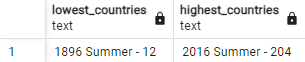 lowest_countries highest_countries
text text
1 1896 Summer - 12 2016 Summer - 204